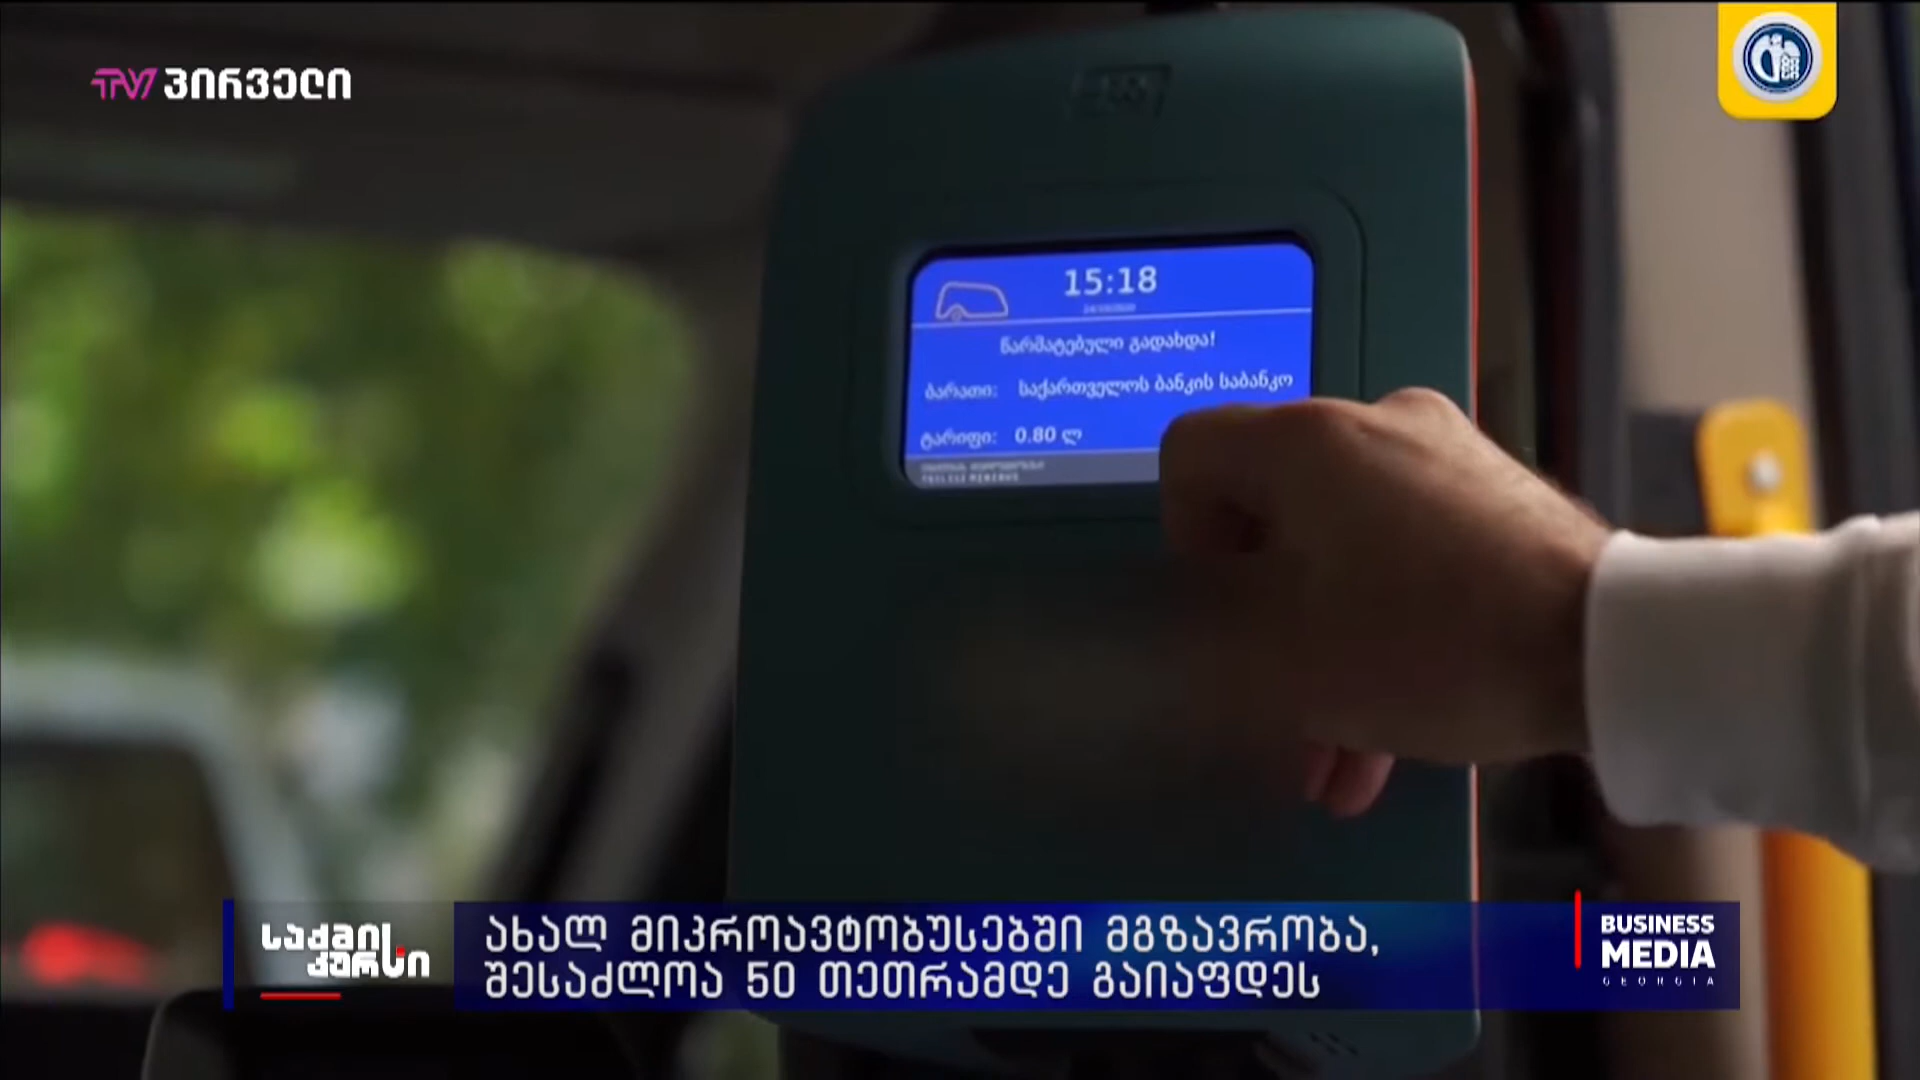 TV პირველი
15:18
წარმატებული გადახდა!
ბარათი: საქართველოს ბანკის საბანკო
ტარიფი: 0.80 ლ
საქმის კურსი
ახალ მიკროავტობუსებში მგზავრობა,
შესაძლოა 50 თეთრამდე გაიაფდეს
BUSINESS
MEDIA
GEORGIA